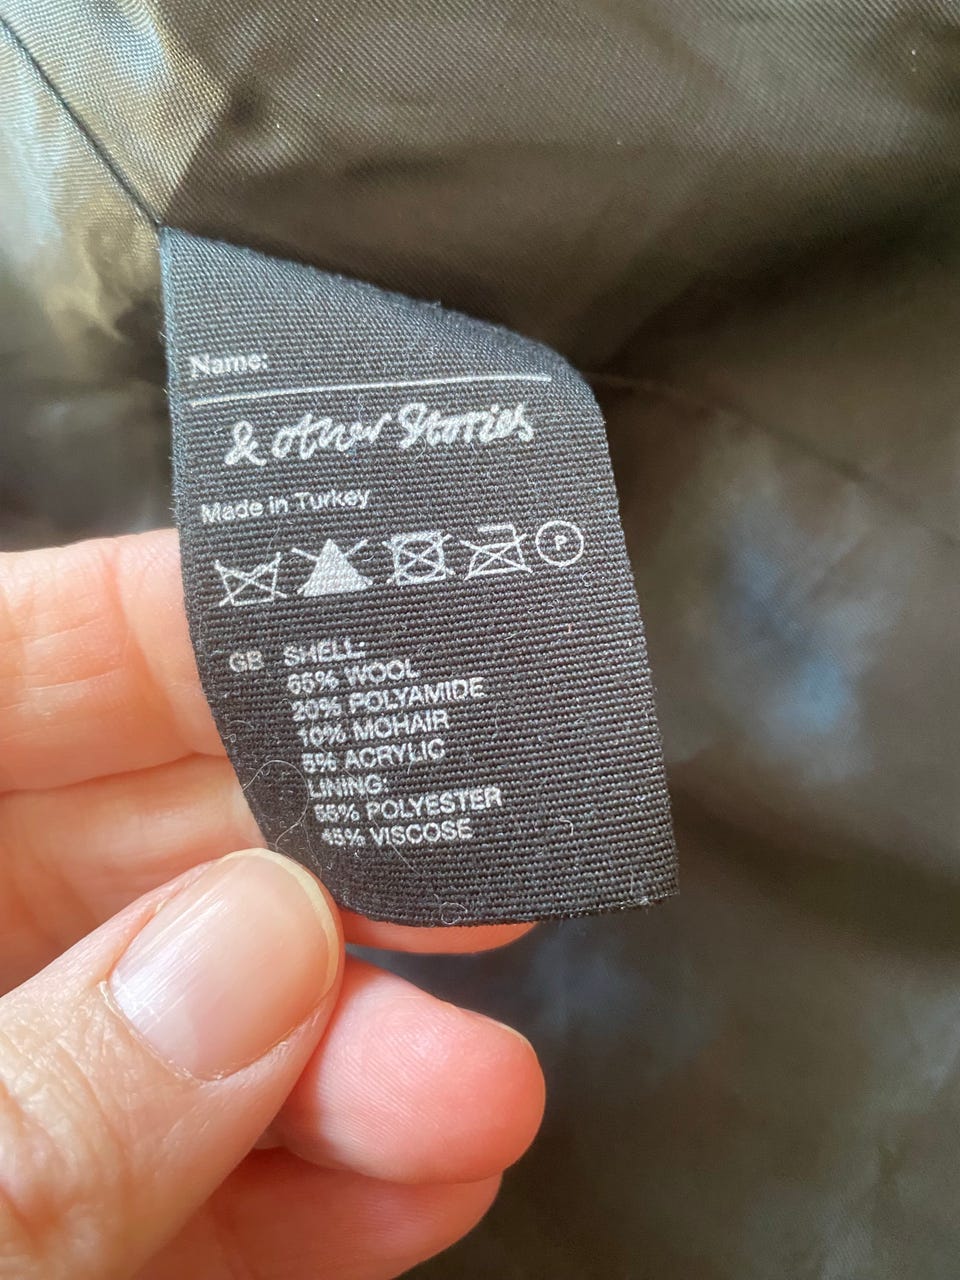 Name:
& other Stories
Made in Turkey
P
GB SHELL:
65% WOOL
20% POLYAMIDE
10% MOHAIR
5% ACRYLIC
LINING:
55% POLYESTER
45% VISCOSE